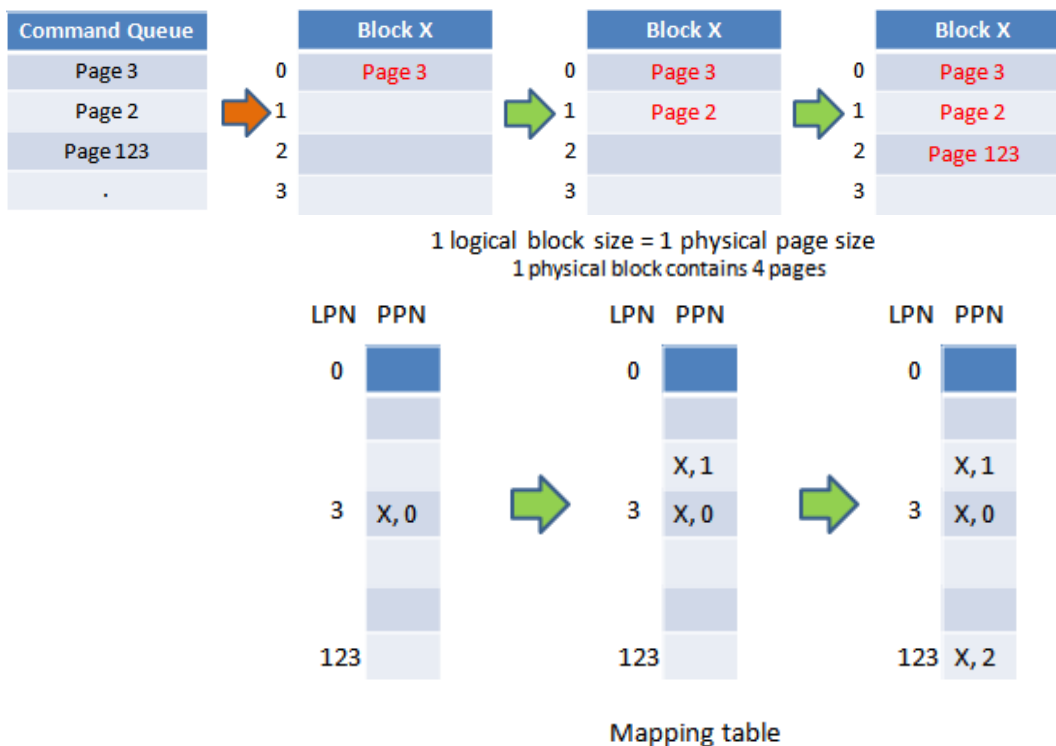 Command Queue Block X Block X Block X
Page 3 0 Page 3 0 Page 3 0 Page 3
Page 2 1 1 Page 2 1 Page 2
Page 123 2 2 2 Page 123
. 3 3 3
1 logical block size = 1 physical page size
1 physical block contains 4 pages
LPN PPN LPN PPN LPN PPN
0 0 0
X, 1 X, 1
3 X, 0 3 X, 0 3 X, 0
123 123 123 X, 2
Mapping table